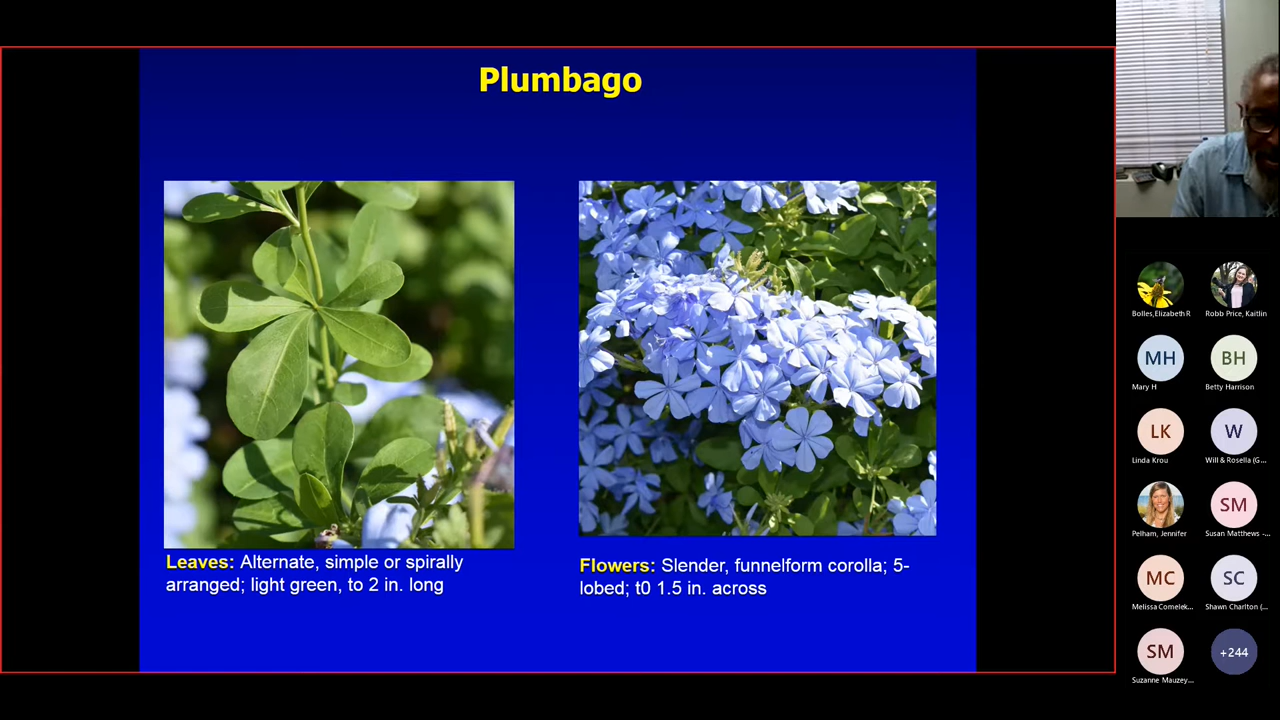 Plumbago
Leaves: Alternate, simple or spirally
arranged; light green, to 2 in. long
Flowers: Slender, funnelform corolla; 5-
lobed; t0 1.5 in. across
Bolles,Elizabeth R
Robb Price, Kaitlin
MH
BH
Mary H
Betty Harrison
LK
W
Linda Krou
Will & Rosella (G...
SM
Pelham, Jennifer
Susan Matthews -...
MC
SC
Melissa Comelek...
Shawn Charlton (...
SM
+244
Suzanne Mauzey...